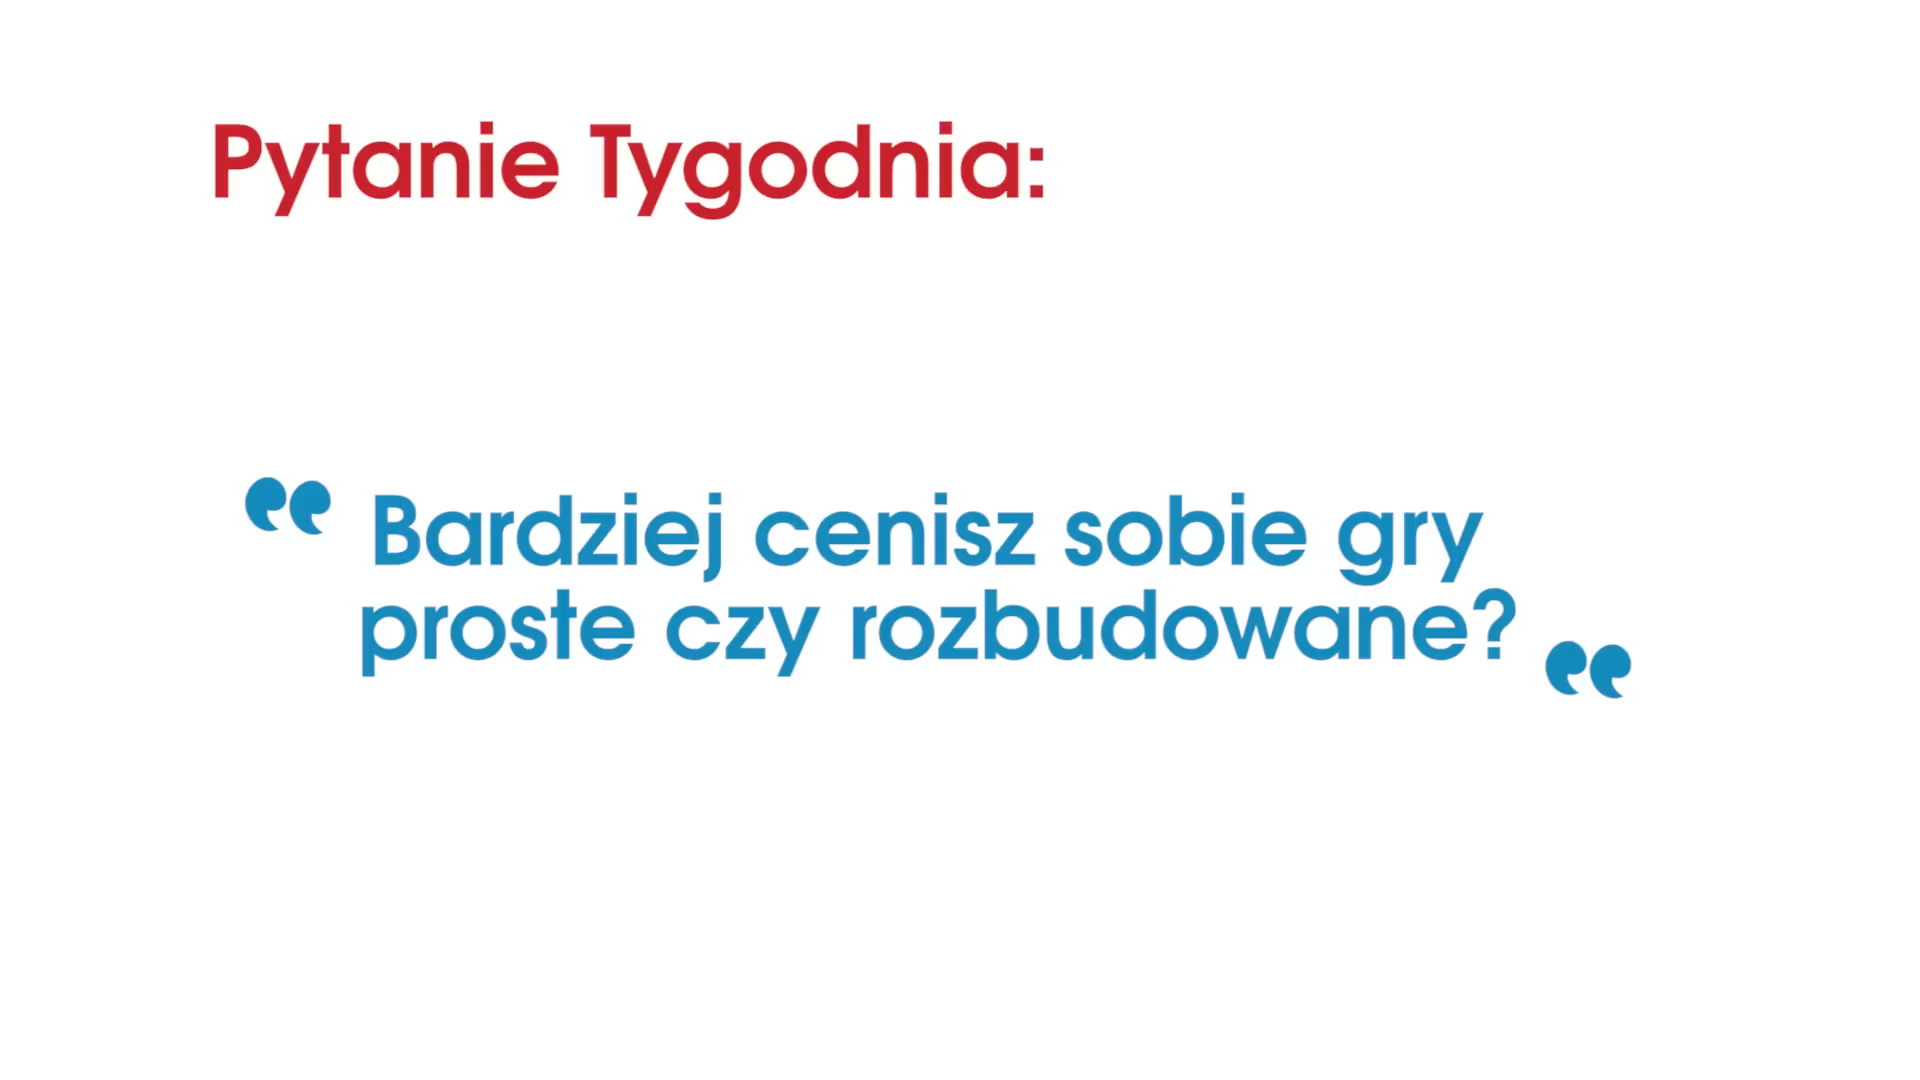 Pytanie Tygodnia:
“ Bardziej cenisz sobie gry
proste czy rozbudowane? “